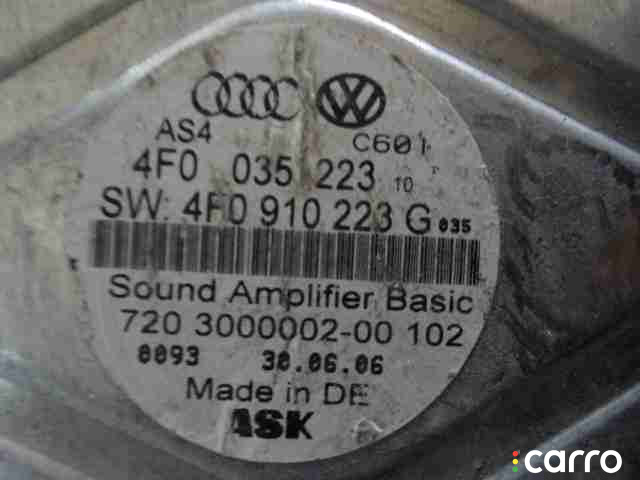 AS4 C601
4F0 035 223 10
SW: 4F0 910 223 G 035
Sound Amplifier Basic
720 3000002-00 102
0093 30.06.06
Made in DE
ASK
carro